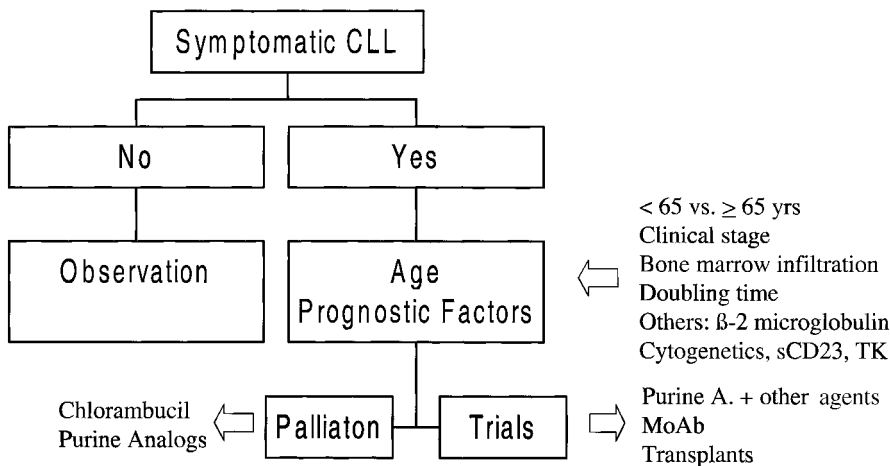 Symptomatic CLL
No
Yes
Observation
Age
Prognostic Factors
< 65 vs. ≥ 65 yrs
Clinical stage
Bone marrow infiltration
Doubling time
Others: ß-2 microglobulin
Cytogenetics, sCD23, TK
Chlorambucil
Purine Analogs
Palliaton
Trials
Purine A. + other agents
MoAb
Transplants